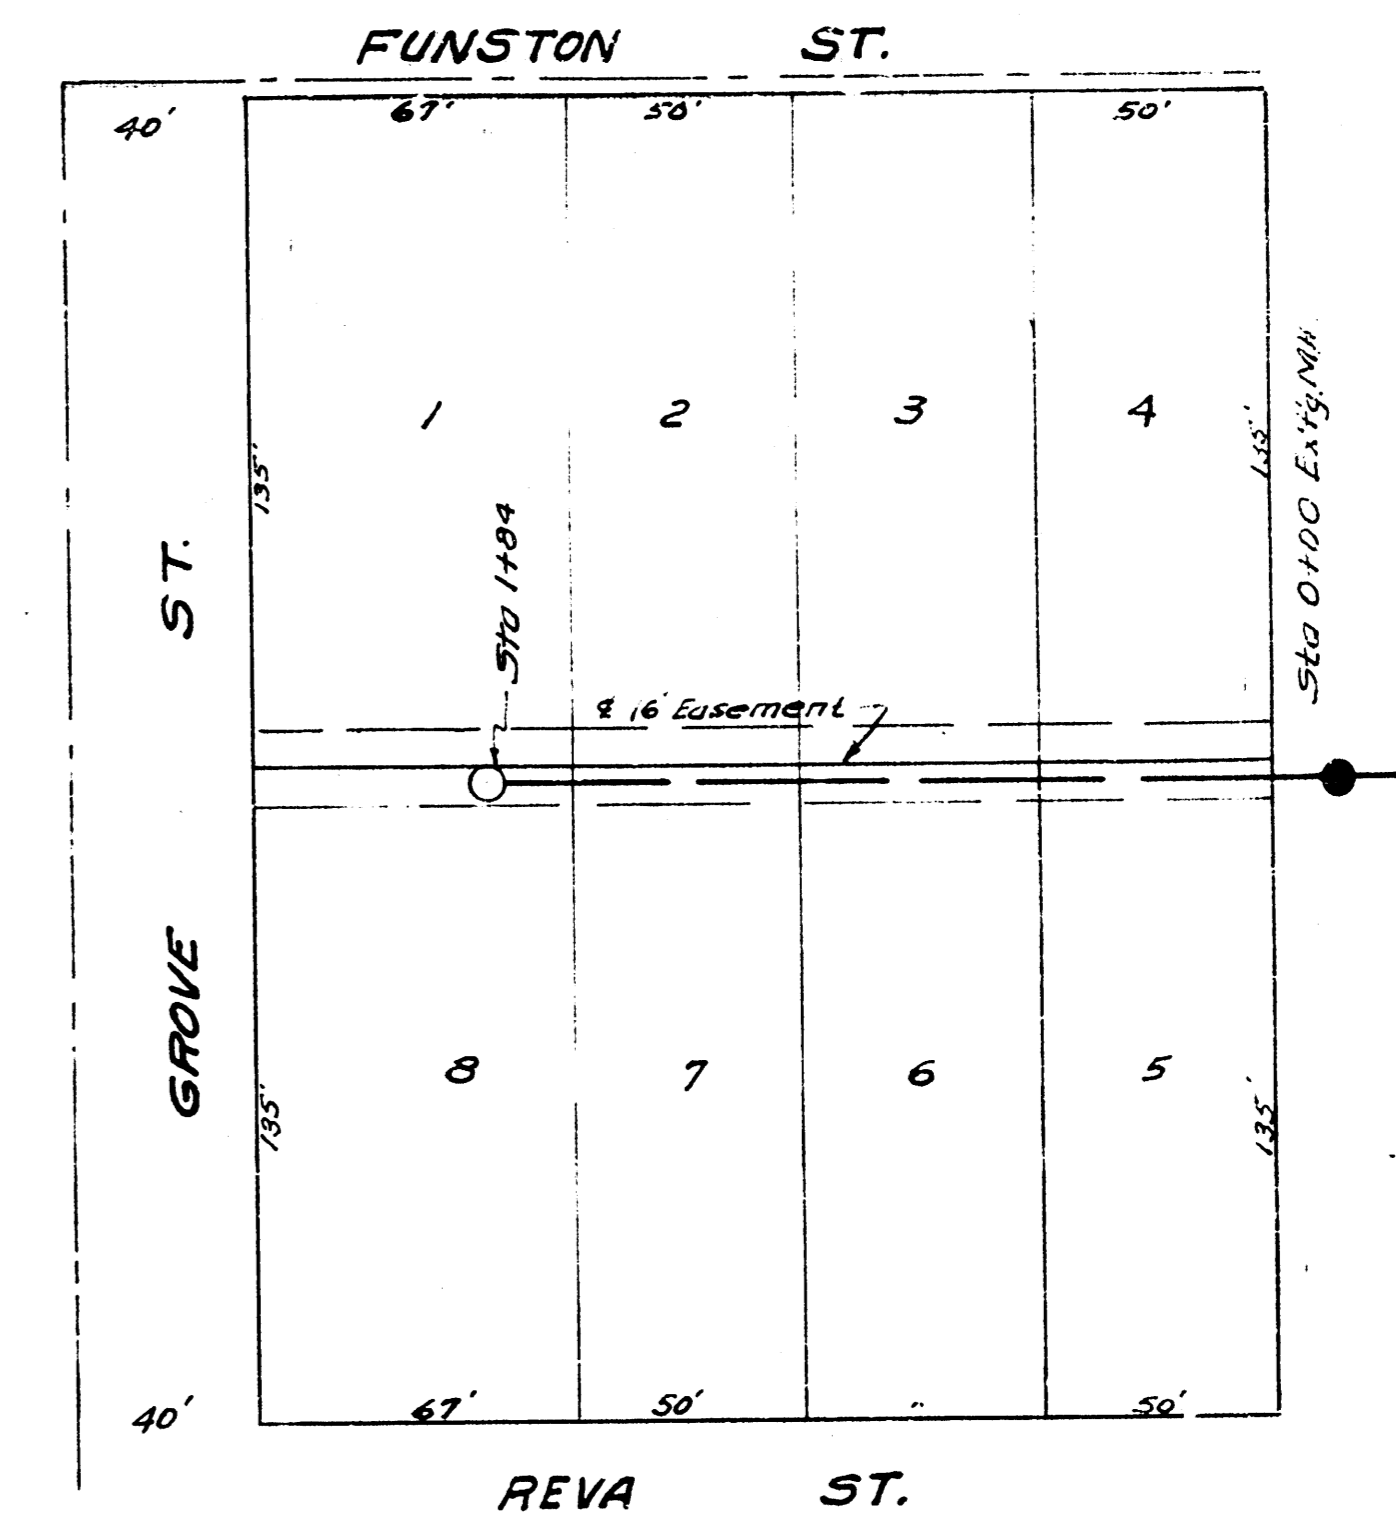 FUNSTON ST.
40' 67' 50' 50'
1 2 3 4
135' 135'
Sta 0+00 Ex't'g. MH
Sta 1+84
GROVE ST.
℄ 16' Easement
8 7 6 5
135' 135'
40' 67' 50' " 50'
REVA ST.